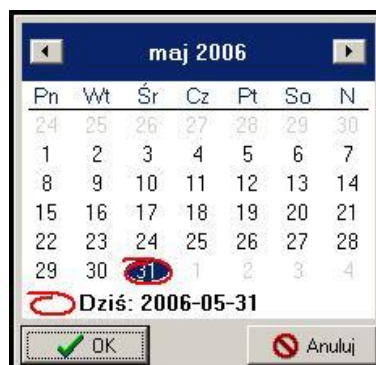 maj 2006
Pn Wt Śr Cz Pt So N
24 25 26 27 28 29 30
1 2 3 4 5 6 7
8 9 10 11 12 13 14
15 16 17 18 19 20 21
22 23 24 25 26 27 28
29 30 31 1 2 3 4
Dziś: 2006-05-31
OK Anuluj